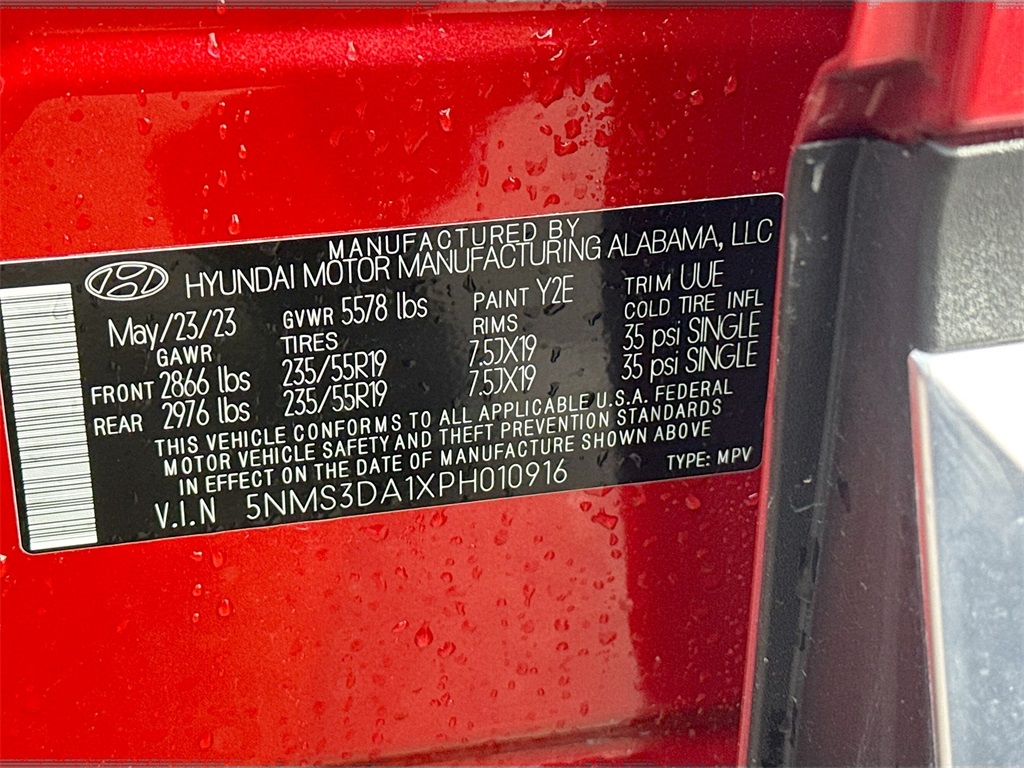 MANUFACTURED BY
HYUNDAI MOTOR MANUFACTURING ALABAMA, LLC
May/23/23 GVWR 5578 lbs PAINT Y2E TRIM UUE
GAWR TIRES RIMS COLD TIRE INFL
FRONT 2866 lbs 235/55R19 7.5JX19 35 psi SINGLE
REAR 2976 lbs 235/55R19 7.5JX19 35 psi SINGLE
THIS VEHICLE CONFORMS TO ALL APPLICABLE U.S.A. FEDERAL
MOTOR VEHICLE SAFETY AND THEFT PREVENTION STANDARDS
IN EFFECT ON THE DATE OF MANUFACTURE SHOWN ABOVE
V.I.N 5NMS3DA1XPH010916 TYPE: MPV